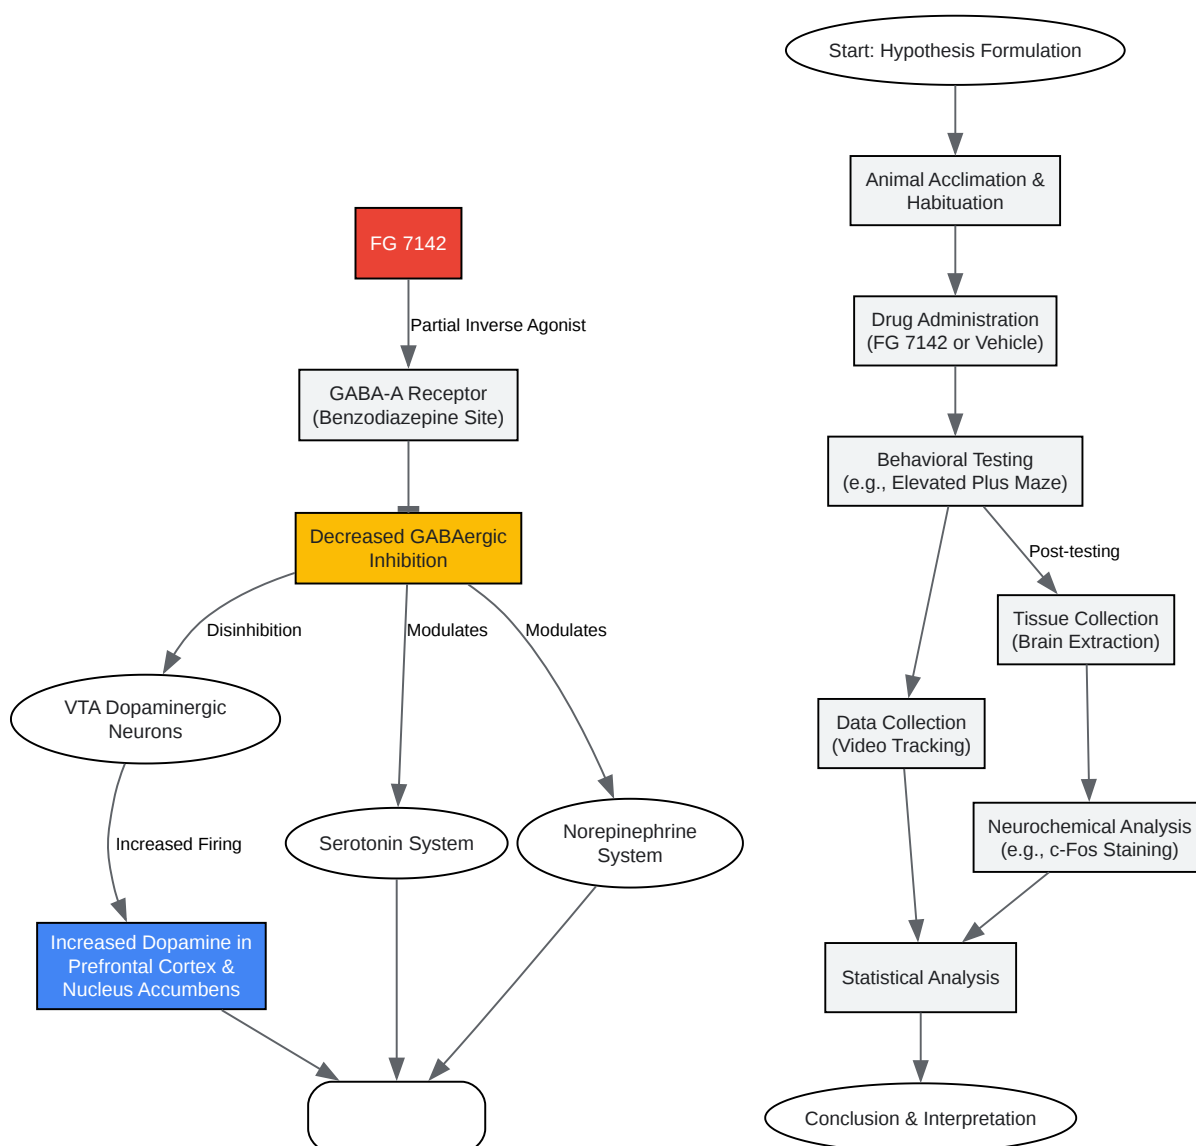 FG 7142
Partial Inverse Agonist
GABA-A Receptor
(Benzodiazepine Site)
Decreased GABAergic
Inhibition
Disinhibition
Modulates
Modulates
VTA Dopaminergic
Neurons
Increased Firing
Serotonin System
Norepinephrine
System
Increased Dopamine in
Prefrontal Cortex &
Nucleus Accumbens
Start: Hypothesis Formulation
Animal Acclimation &
Habituation
Drug Administration
(FG 7142 or Vehicle)
Behavioral Testing
(e.g., Elevated Plus Maze)
Post-testing
Tissue Collection
(Brain Extraction)
Data Collection
(Video Tracking)
Neurochemical Analysis
(e.g., c-Fos Staining)
Statistical Analysis
Conclusion & Interpretation